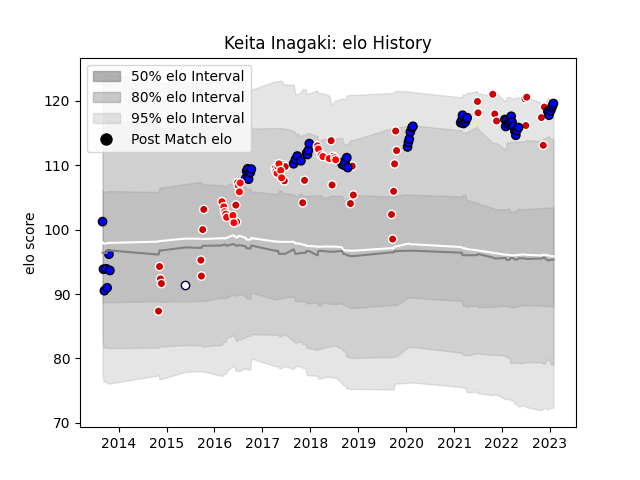 Keita Inagaki: elo History
50% elo Interval
80% elo Interval
95% elo Interval
Post Match elo
elo score
120
110
100
90
80
70
2014 2015 2016 2017 2018 2019 2020 2021 2022 2023